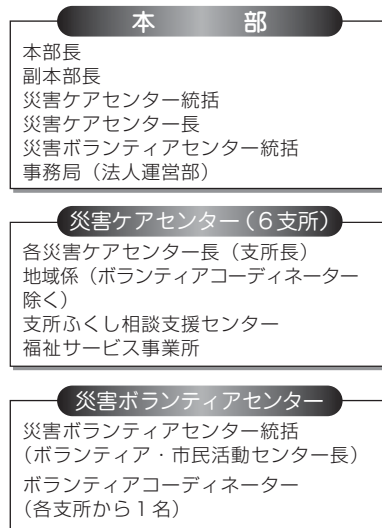 本部
本部長
副本部長
災害ケアセンター統括
災害ケアセンター長
災害ボランティアセンター統括
事務局（法人運営部）
災害ケアセンター（６支所）
各災害ケアセンター長（支所長）
地域係（ボランティアコーディネーター
除く）
支所ふくし相談支援センター
福祉サービス事業所
災害ボランティアセンター
災害ボランティアセンター統括
（ボランティア・市民活動センター長）
ボランティアコーディネーター
（各支所から１名）